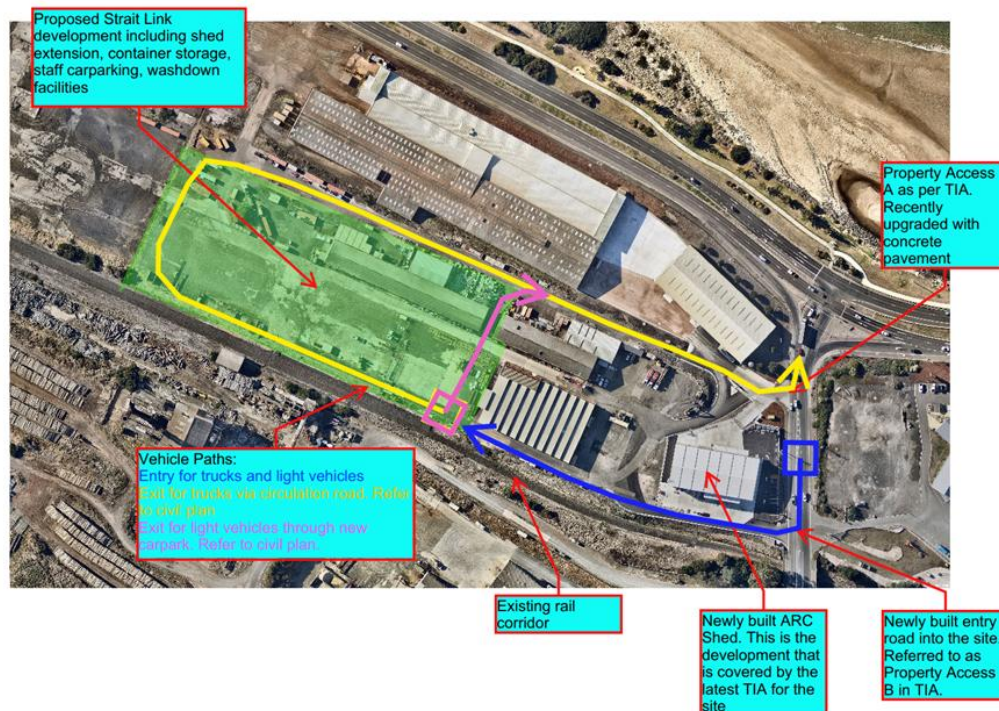 Proposed Strait Link
development including shed
extension, container storage,
staff carparking, washdown
facilities
Property Access
A as per TIA.
Recently
upgraded with
concrete
pavement
Vehicle Paths:
Entry for trucks and light vehicles
Exit for trucks via circulation road. Refer
to civil plan
Exit for light vehicles through new
carpark. Refer to civil plan.
Existing rail
corridor
Newly built ARC
Shed. This is the
development that
is covered by the
latest TIA for the
site
Newly built entry
road into the site.
Referred to as
Property Access
B in TIA.